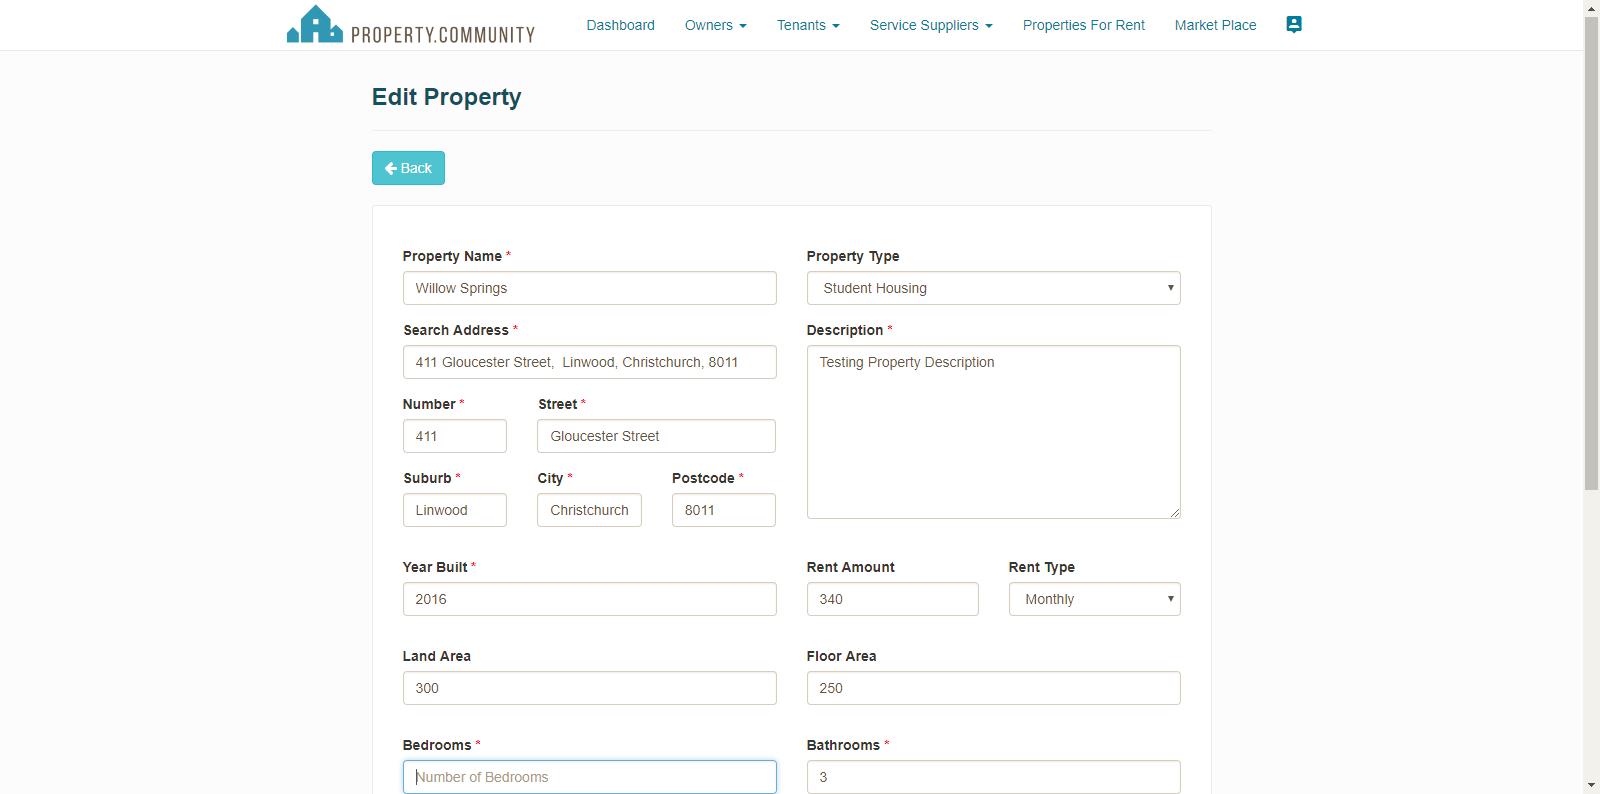 PROPERTY.COMMUNITY
Dashboard Owners Tenants Service Suppliers Properties For Rent Market Place
Edit Property
Back
Property Name * Property Type
Willow Springs Student Housing
Search Address * Description *
411 Gloucester Street,  Linwood, Christchurch, 8011 Testing Property Description
Number * Street *
411 Gloucester Street
Suburb * City * Postcode *
Linwood Christchurch 8011
Year Built * Rent Amount Rent Type
2016 340 Monthly
Land Area Floor Area
300 250
Bedrooms * Bathrooms *
Number of Bedrooms 3